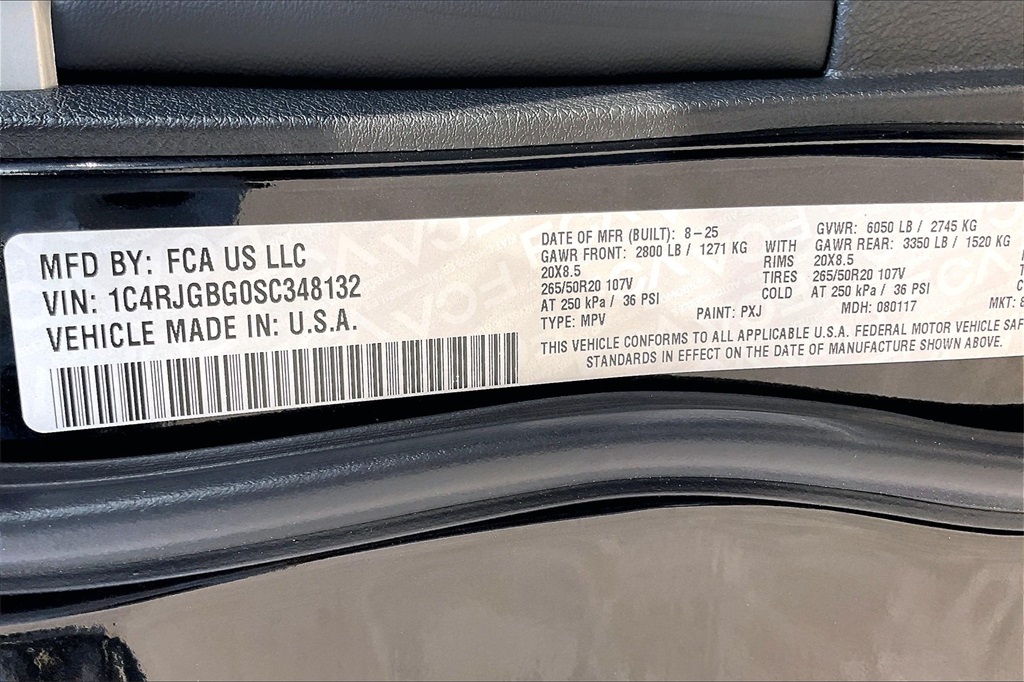 MFD BY: FCA US LLC
VIN: 1C4RJGBG0SC348132
VEHICLE MADE IN: U.S.A.
DATE OF MFR (BUILT): 8-25 GVWR: 6050 LB / 2745 KG
GAWR FRONT: 2800 LB / 1271 KG WITH GAWR REAR: 3350 LB / 1520 KG
20X8.5 RIMS 20X8.5
265/50R20 107V TIRES 265/50R20 107V
AT 250 kPa / 36 PSI COLD AT 250 kPa / 36 PSI
TYPE: MPV PAINT: PXJ MDH: 080117 MKT:
THIS VEHICLE CONFORMS TO ALL APPLICABLE U.S.A. FEDERAL MOTOR VEHICLE SAF
STANDARDS IN EFFECT ON THE DATE OF MANUFACTURE SHOWN ABOVE.